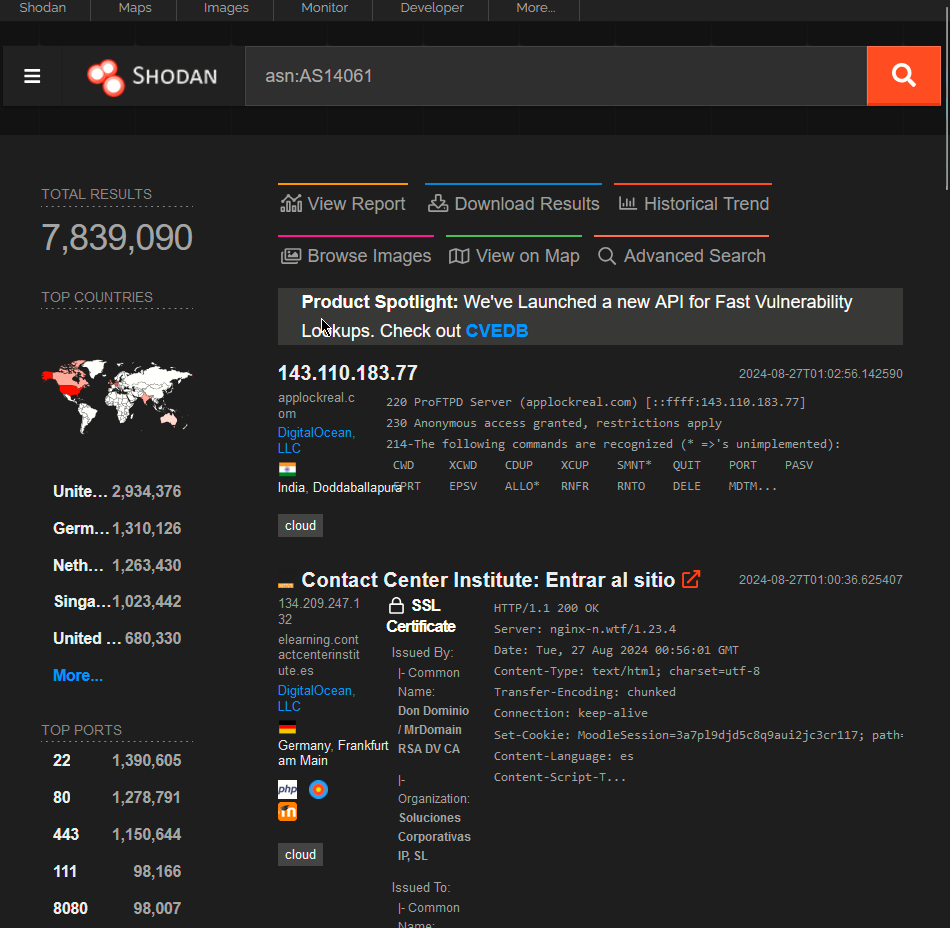 Shodan Maps Images Monitor Developer More...
SHODAN asn:AS14061
TOTAL RESULTS
7,839,090
TOP COUNTRIES
Unite... 2,934,376
Germ... 1,310,126
Neth... 1,263,430
Singa... 1,023,442
United ... 680,330
More...
TOP PORTS
22 1,390,605
80 1,278,791
443 1,150,644
111 98,166
8080 98,007
View Report Download Results Historical Trend
Browse Images View on Map Advanced Search
Product Spotlight: We've Launched a new API for Fast Vulnerability
Lookups. Check out CVEDB
143.110.183.77 2024-08-27T01:02:56.142590
applockreal.c
om
DigitalOcean,
LLC
India, Doddaballapura
cloud
220 ProFTPD Server (applockreal.com) [::ffff:143.110.183.77]
230 Anonymous access granted, restrictions apply
214-The following commands are recognized (* =>'s unimplemented):
CWD XCWD CDUP XCUP SMNT* QUIT PORT PASV
EPRT EPSV ALLO* RNFR RNTO DELE MDTM...
Contact Center Institute: Entrar al sitio 2024-08-27T01:00:36.625407
134.209.247.1
32
elearning.cont
actcenterinstit
ute.es
DigitalOcean,
LLC
Germany, Frankfurt
am Main
php
cloud
SSL
Certificate
Issued By:
|- Common
Name:
Don Dominio
/ MrDomain
RSA DV CA
|-
Organization:
Soluciones
Corporativas
IP, SL
Issued To:
|- Common
Name:
HTTP/1.1 200 OK
Server: nginx-n.wtf/1.23.4
Date: Tue, 27 Aug 2024 00:56:01 GMT
Content-Type: text/html; charset=utf-8
Transfer-Encoding: chunked
Connection: keep-alive
Set-Cookie: MoodleSession=3a7pl9djd5c8q9aui2jc3cr117; path=
Content-Language: es
Content-Script-T...